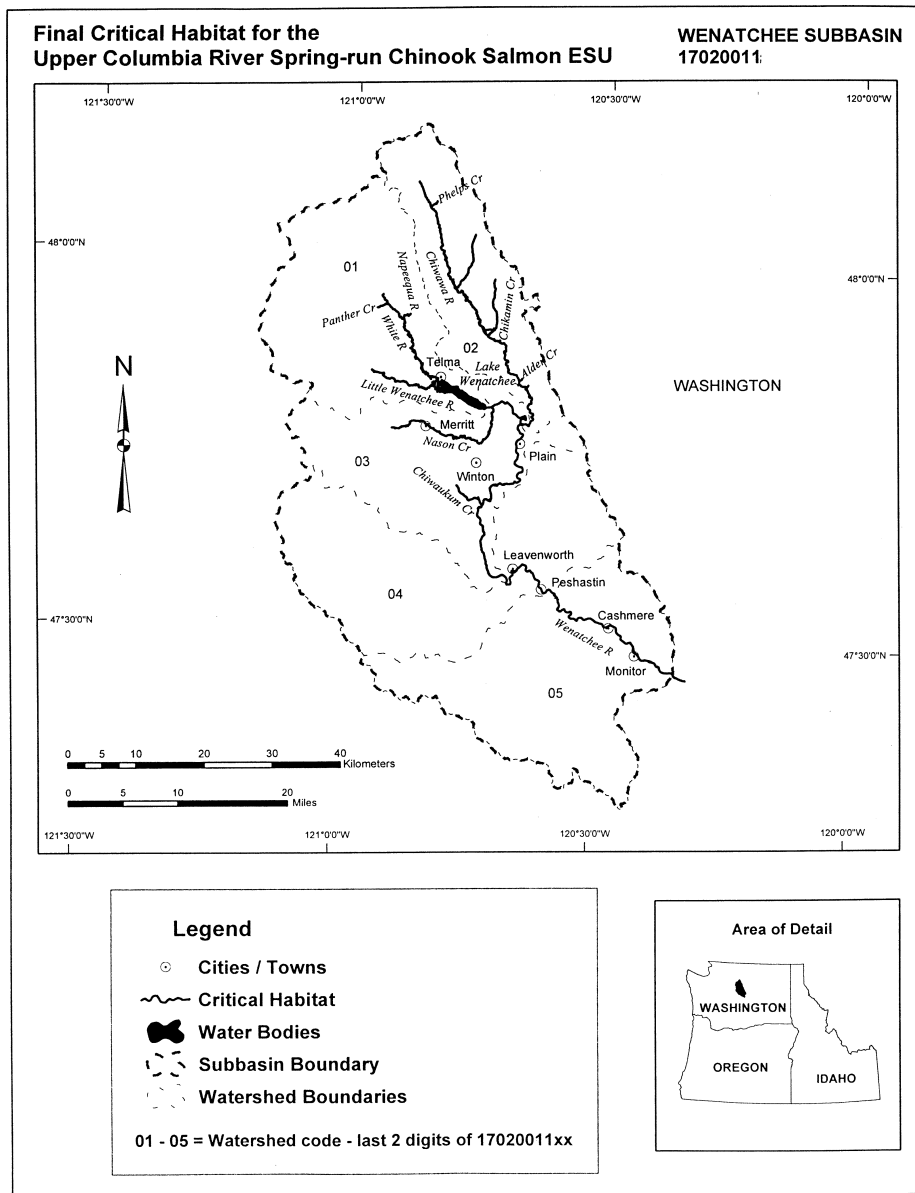 Final Critical Habitat for the
Upper Columbia River Spring-run Chinook Salmon ESU
WENATCHEE SUBBASIN
17020011
121°30'0"W
121°0'0"W
120°30'0"W
120°0'0"W
48°0'0"N
48°0'0"N
47°30'0"N
47°30'0"N
N
01
Phelps Cr
Napeequa R
Chiwawa R
Chikamin Cr
Panther Cr
White R
02
Telma
Lake
Wenatchee
Alder Cr
Little Wenatchee R
WASHINGTON
Merritt
Nason Cr
Plain
03
Winton
Chiwaukum Cr
Leavenworth
Peshastin
04
Cashmere
Wenatchee R
Monitor
05
0 5 10 20 30 40
Kilometers
0 5 10 20
Miles
121°30'0"W
121°0'0"W
120°30'0"W
120°0'0"W
Legend
Cities / Towns
Critical Habitat
Water Bodies
Subbasin Boundary
Watershed Boundaries
01 - 05 = Watershed code - last 2 digits of 17020011xx
Area of Detail
WASHINGTON
OREGON
IDAHO